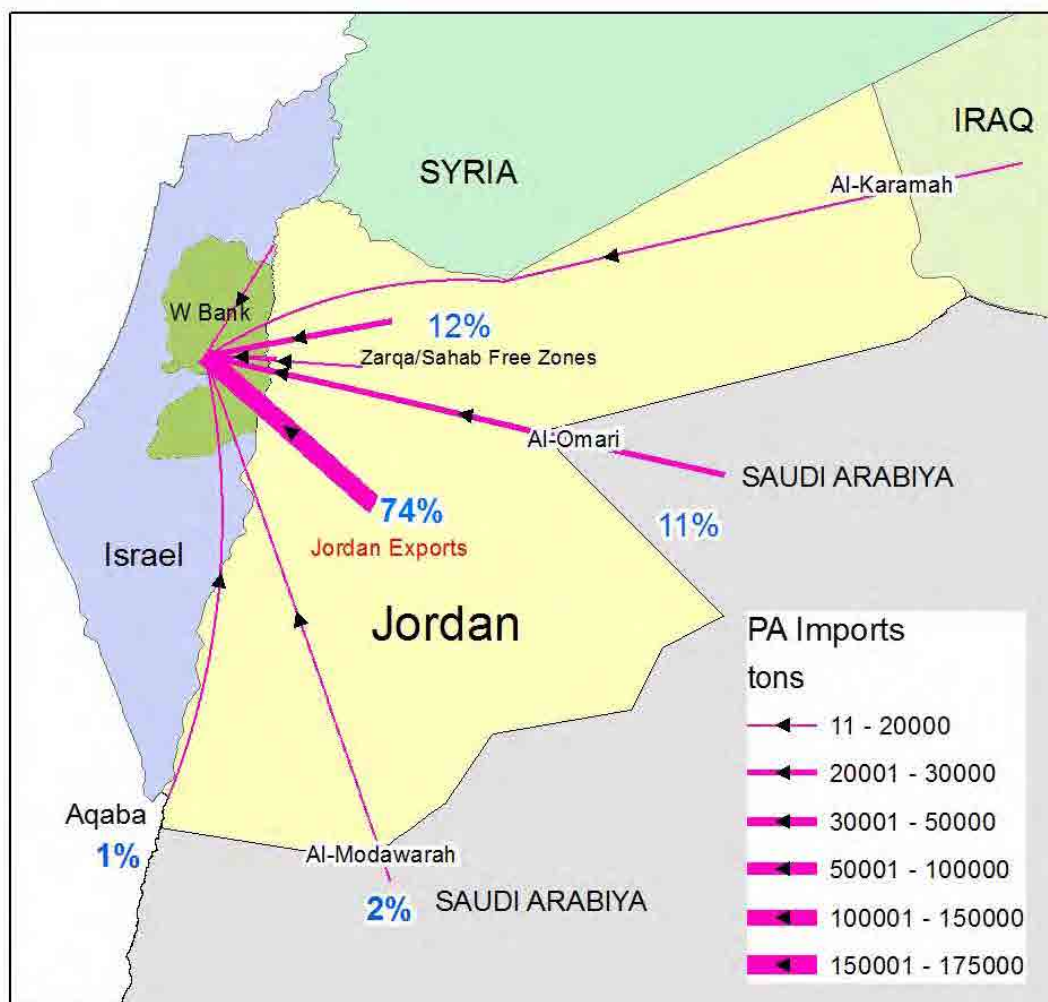 IRAQ
SYRIA
Al-Karamah
W Bank
12%
Zarqa/Sahab Free Zones
Al-Omari
SAUDI ARABIYA
11%
74%
Jordan Exports
Israel
Jordan
Aqaba
1%
Al-Modawarah
2%
SAUDI ARABIYA
PA Imports
tons
11 - 20000
20001 - 30000
30001 - 50000
50001 - 100000
100001 - 150000
150001 - 175000